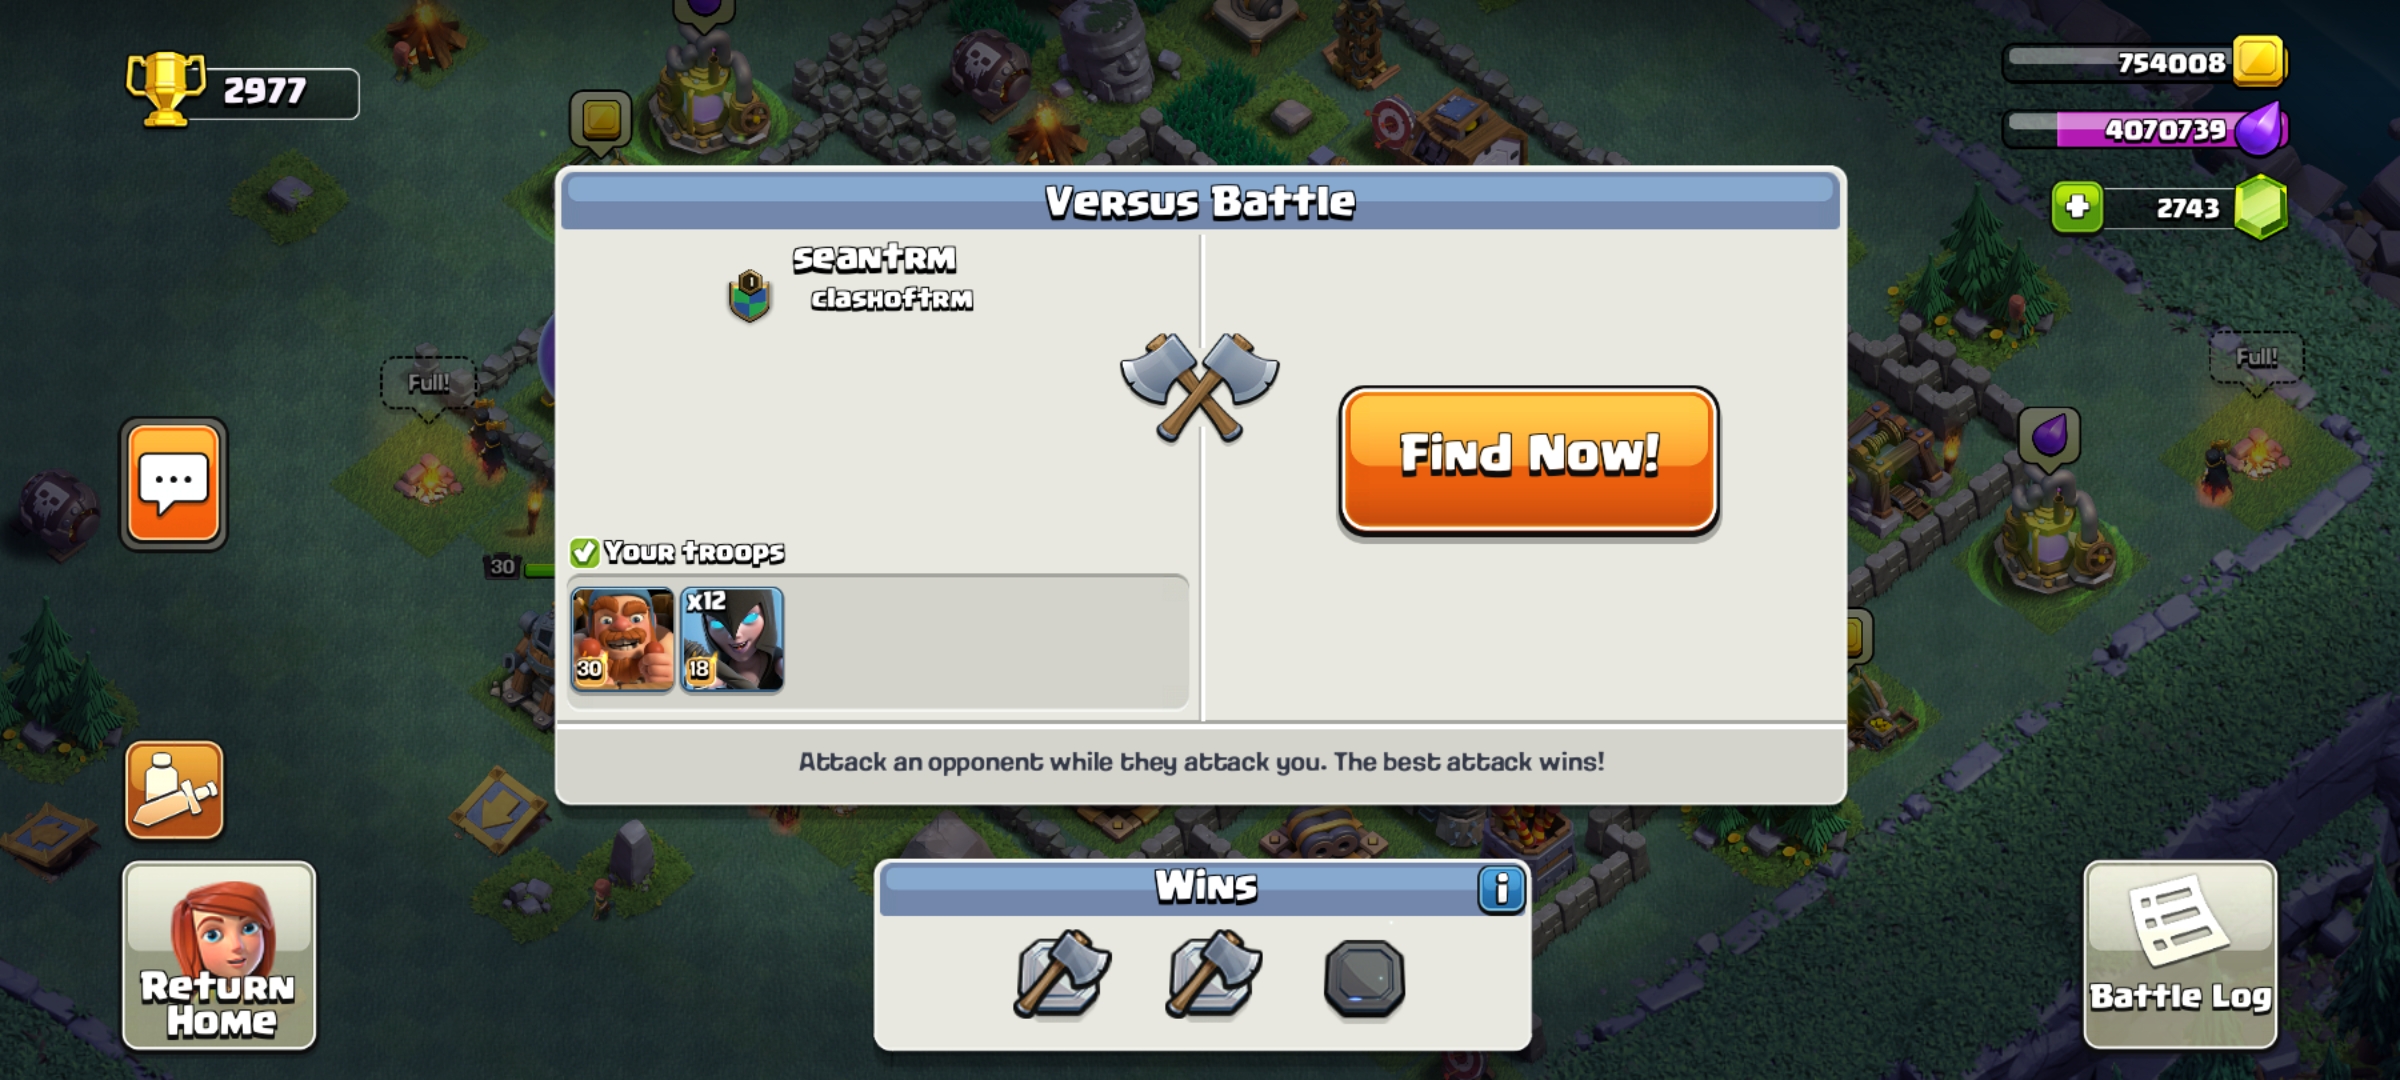 2977
754008
4070739
2743
Versus Battle
seantrm
clashoftrm
1
Full!
Full!
Find Now!
30
Your troops
x12
30
18
Attack an opponent while they attack you. The best attack wins!
Wins
i
Return
Home
Battle Log